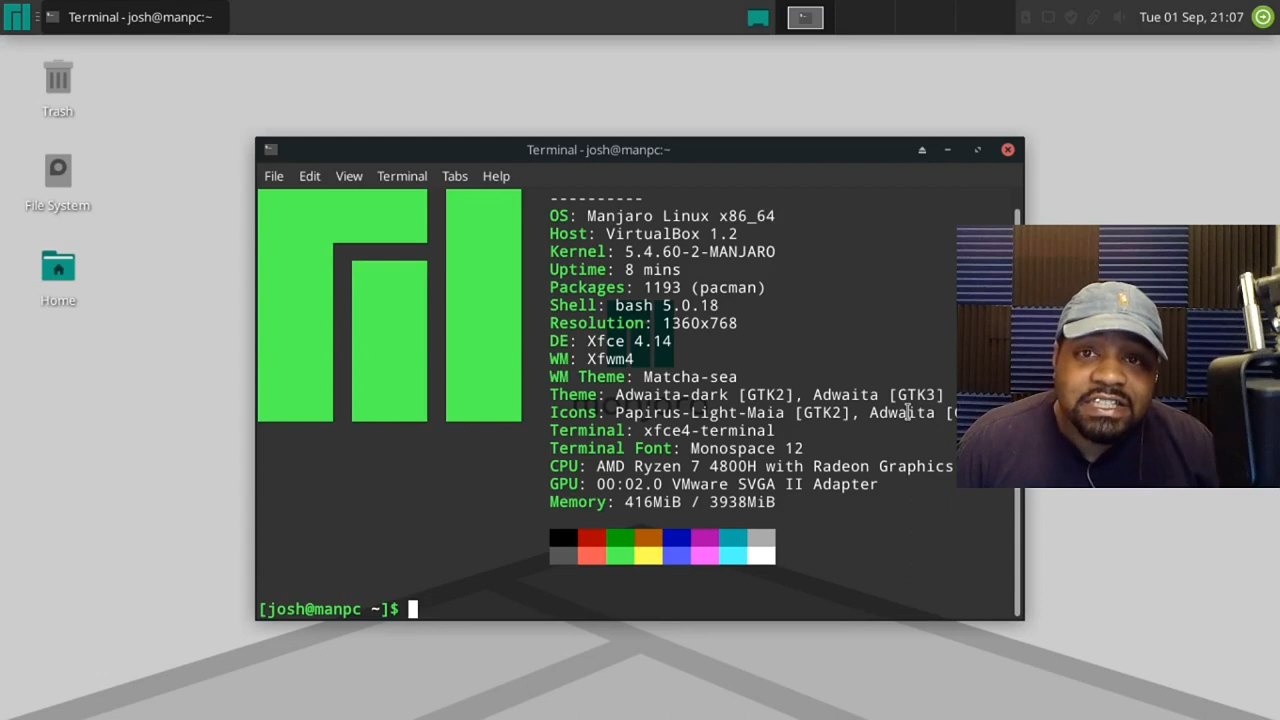 Terminal - josh@manpc:~
Tue 01 Sep, 21:07
Trash
File System
Home
Terminal - josh@manpc:~
File Edit View Terminal Tabs Help
----------
OS: Manjaro Linux x86_64
Host: VirtualBox 1.2
Kernel: 5.4.60-2-MANJARO
Uptime: 8 mins
Packages: 1193 (pacman)
Shell: bash 5.0.18
Resolution: 1360x768
DE: Xfce 4.14
WM: Xfwm4
WM Theme: Matcha-sea
Theme: Adwaita-dark [GTK2], Adwaita [GTK3]
Icons: Papirus-Light-Maia [GTK2], Adwaita [
Terminal: xfce4-terminal
Terminal Font: Monospace 12
CPU: AMD Ryzen 7 4800H with Radeon Graphics
GPU: 00:02.0 VMware SVGA II Adapter
Memory: 416MiB / 3938MiB
[josh@manpc ~]$